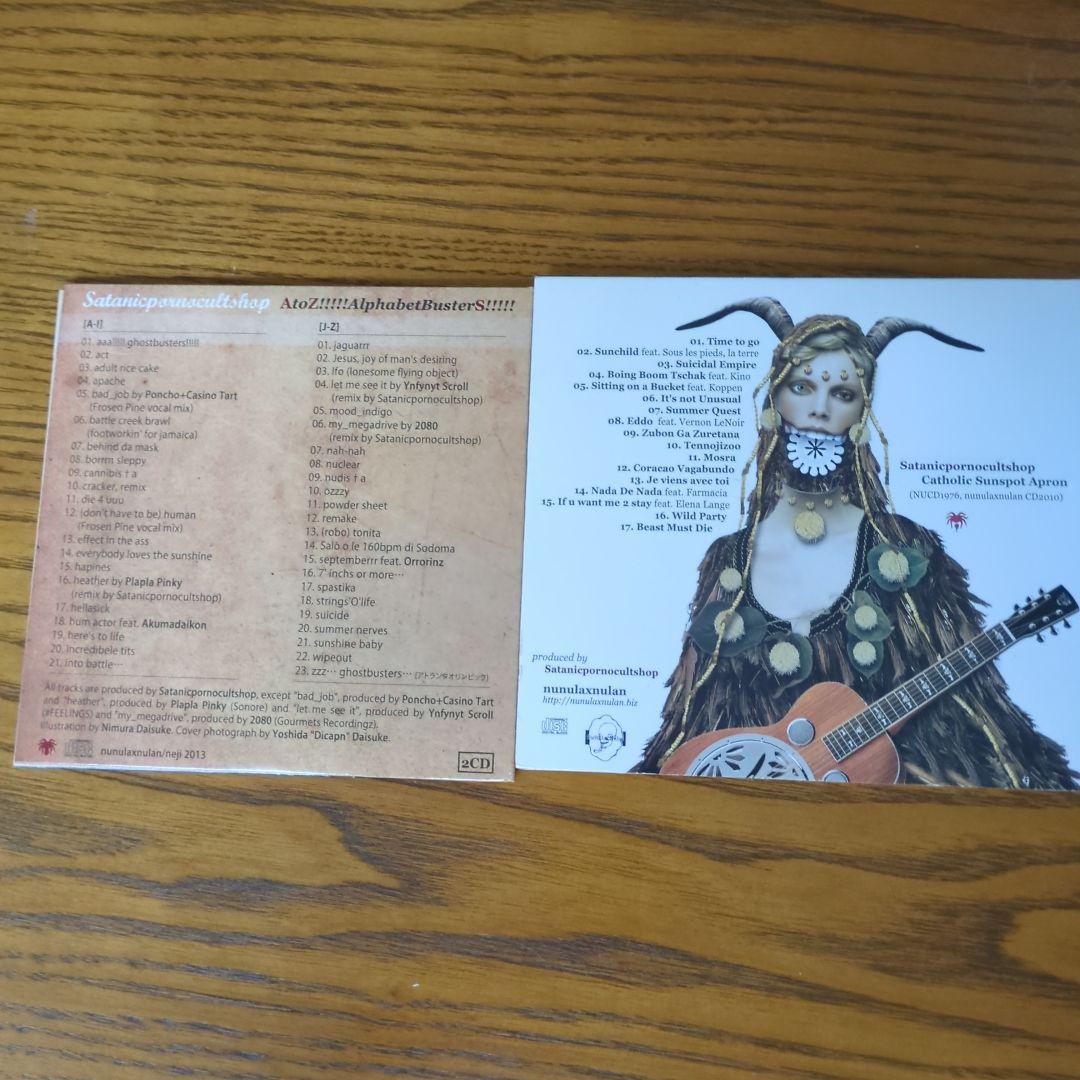 Satanicpornocultshop AtoZ!!!!!AlphabetBusterS!!!!!
[A-I]
01. aaa!!!!!.ghostbusters!!!!!
02. act
03. adult rice cake
04. apache
05. bad_job by Poncho+Casino Tart
(Frosen Pine vocal mix)
06. battle creek brawl
(footworkin' for jamaica)
07. behind da mask
08. borrrn sleppy
09. cannibis † a
10. cracker, remix
11. die 4 uuu
12. (don't have to be) human
(Frosen Pine vocal mix)
13. effect in the ass
14. everybody loves the sunshine
15. hapines
16. heather by Plapla Pinky
(remix by Satanicpornocultshop)
17. hellasick
18. bum actor feat. Akumadaikon
19. here's to life
20. incredibele tits
21. into battle…
[J-Z]
01. jaguarrr
02. Jesus, joy of man's desiring
03. lfo (lonesome flying object)
04. let me see it by Ynfynyt Scroll
(remix by Satanicpornocultshop)
05. mood_indigo
06. my_megadrive by 2080
(remix by Satanicpornocultshop)
07. nah-nah
08. nuclear
09. nudis † a
10. ozzzy
11. powder sheet
12. remake
13. (robo) tonita
14. Salò o le 160bpm di Sodoma
15. septemberrr feat. Orrorinz
16. 7' inchs or more…
17. spastika
18. strings'O'life
19. suicide
20. summer nerves
21. sunshine baby
22. wipeout
23. zzz… ghostbusters… [アトランタオリンピック]
All tracks are produced by Satanicpornocultshop, except "bad_job", produced by Poncho+Casino Tart
and "heather", produced by Plapla Pinky (Sonore) and "let me see it", produced by Ynfynyt Scroll
(#FEELINGS) and "my_megadrive", produced by 2080 (Gourmets Recordingz).
Illustration by Nimura Daisuke. Cover photograph by Yoshida "Dicapn" Daisuke.
nunulaxnulan/neji 2013
2CD
01. Time to go
02. Sunchild feat. Sous les pieds, la terre
03. Suicidal Empire
04. Boing Boom Tschak feat. Kino
05. Sitting on a Bucket feat. Koppen
06. It's not Unusual
07. Summer Quest
08. Eddo feat. Vernon LeNoir
09. Zubon Ga Zuretana
10. Tennojizoo
11. Mosra
12. Coracao Vagabundo
13. Je viens avec toi
14. Nada De Nada feat. Farmacia
15. If u want me 2 stay feat. Elena Lange
16. Wild Party
17. Beast Must Die
Satanicpornocultshop
Catholic Sunspot Apron
(NUCD1976, nunulaxnulan CD2010)
produced by
Satanicpornocultshop
nunulaxnulan
http://nunulaxnulan.biz